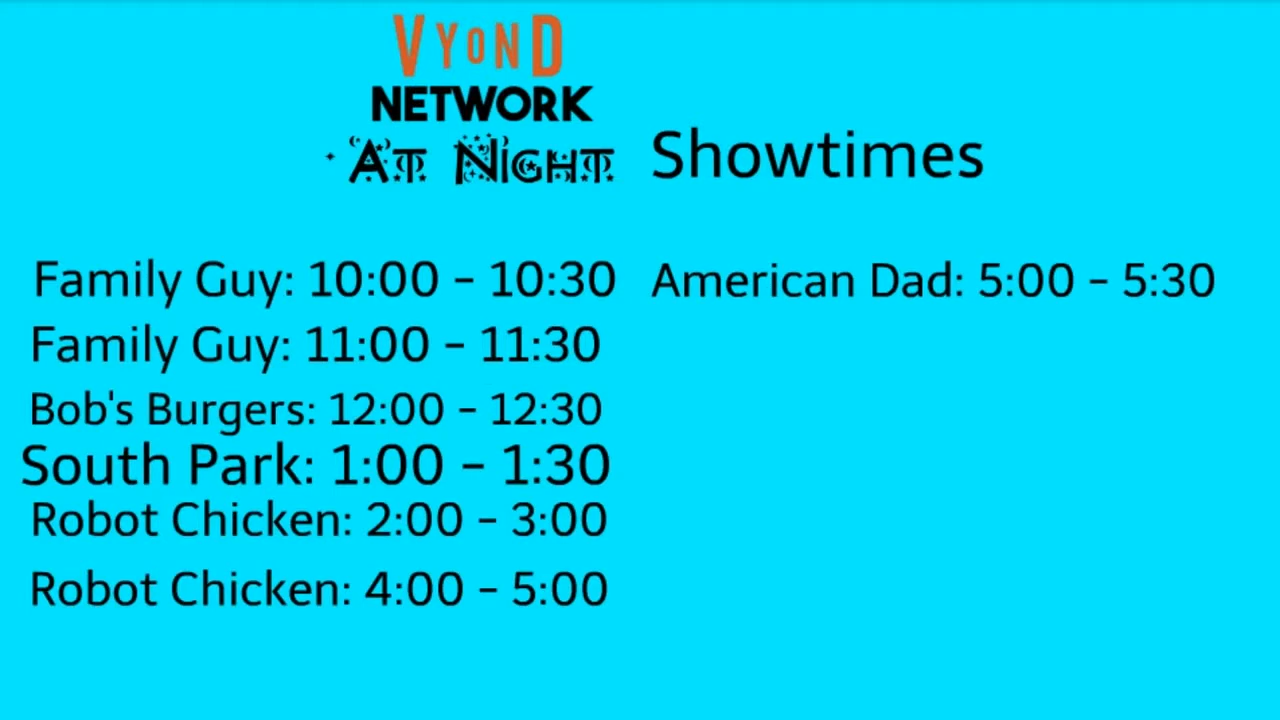 VYOND
NETWORK
At Night Showtimes
Family Guy: 10:00 - 10:30
Family Guy: 11:00 - 11:30
Bob's Burgers: 12:00 - 12:30
South Park: 1:00 - 1:30
Robot Chicken: 2:00 - 3:00
Robot Chicken: 4:00 - 5:00
American Dad: 5:00 - 5:30